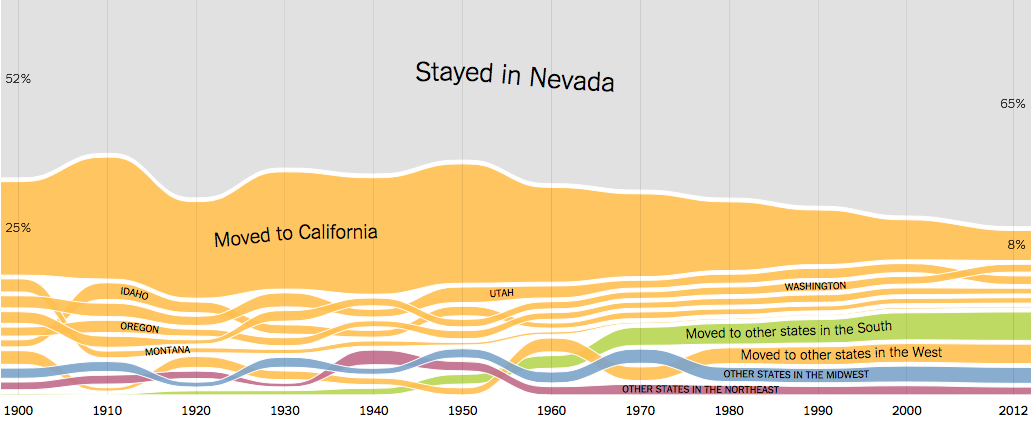 Stayed in Nevada
52%
65%
25%
Moved to California
8%
IDAHO
UTAH
WASHINGTON
OREGON
Moved to other states in the South
MONTANA
Moved to other states in the West
OTHER STATES IN THE MIDWEST
OTHER STATES IN THE NORTHEAST
1900 1910 1920 1930 1940 1950 1960 1970 1980 1990 2000 2012